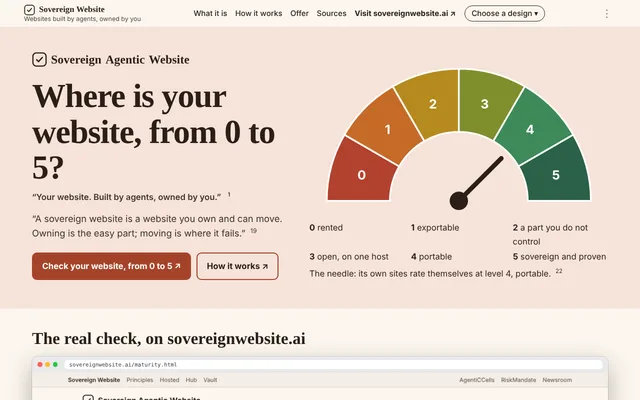 Sovereign Website
Websites built by agents, owned by you
What it is How it works Offer Sources Visit sovereignwebsite.ai ↗ Choose a design ▾
⋮
Sovereign Agentic Website
Where is your
website, from 0 to
5?
“Your website. Built by agents, owned by you.” 1
“A sovereign website is a website you own and can move.
Owning is the easy part; moving is where it fails.” 19
Check your website, from 0 to 5 ↗ How it works ↗
0 1 2 3 4 5
0 rented 1 exportable 2 a part you do not
control
3 open, on one host 4 portable 5 sovereign and proven
The needle: its own sites rate themselves at level 4, portable. 22
The real check, on sovereignwebsite.ai
sovereignwebsite.ai/maturity.html
Sovereign Website Principles Hosted Hub Vault AgentCCells RiskMandate Newsroom
Sovereign Agentic Website